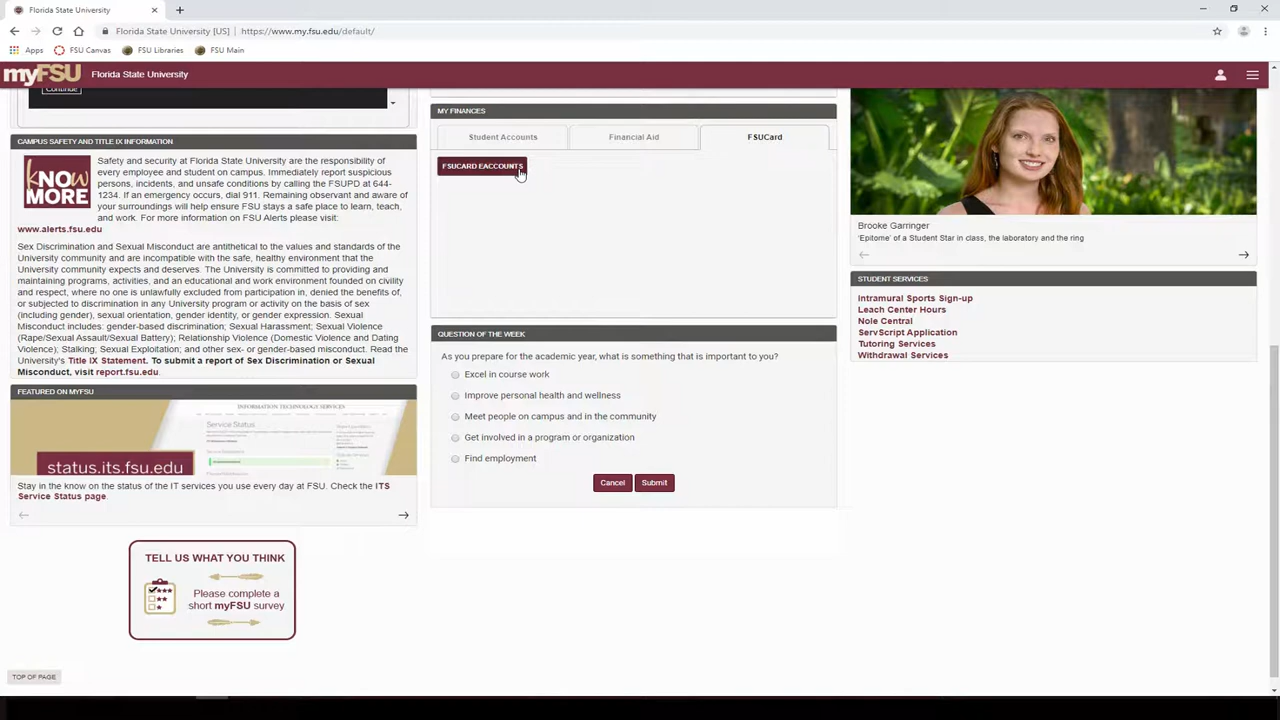 Florida State University
Florida State University [US] | https://www.my.fsu.edu/default/
Apps FSU Canvas FSU Libraries FSU Main
myFSU Florida State University
Continue
CAMPUS SAFETY AND TITLE IX INFORMATION
kNOW MORE
Safety and security at Florida State University are the responsibility of
every employee and student on campus. Immediately report suspicious
persons, incidents, and unsafe conditions by calling the FSUPD at 644-
1234. If an emergency occurs, dial 911. Remaining observant and aware of
your surroundings will help ensure FSU stays a safe place to learn, teach,
and work. For more information on FSU Alerts please visit:
www.alerts.fsu.edu
Sex Discrimination and Sexual Misconduct are antithetical to the values and standards of the
University community and are incompatible with the safe, healthy environment that the
University community expects and deserves. The University is committed to providing and
maintaining programs, activities, and an educational and work environment founded on civility
and respect, where no one is unlawfully excluded from participation in, denied the benefits of,
or subjected to discrimination in any University program or activity on the basis of sex
(including gender), sexual orientation, gender identity, or gender expression. Sexual
Misconduct includes: gender-based discrimination; Sexual Harassment; Sexual Violence
(Rape/Sexual Assault/Sexual Battery); Relationship Violence (Domestic Violence and Dating
Violence); Stalking; Sexual Exploitation; and other sex- or gender-based misconduct. Read the
University's Title IX Statement. To submit a report of Sex Discrimination or Sexual
Misconduct, visit report.fsu.edu.
FEATURED ON MYFSU
INFORMATION TECHNOLOGY SERVICES
Service Status
status.its.fsu.edu
Stay in the know on the status of the IT services you use every day at FSU. Check the ITS
Service Status page.
TELL US WHAT YOU THINK
Please complete a
short myFSU survey
TOP OF PAGE
MY FINANCES
Student Accounts Financial Aid FSUCard
FSUCARD EACCOUNTS
QUESTION OF THE WEEK
As you prepare for the academic year, what is something that is important to you?
Excel in course work
Improve personal health and wellness
Meet people on campus and in the community
Get involved in a program or organization
Find employment
Cancel Submit
Brooke Garringer
'Epitome' of a Student Star in class, the laboratory and the ring
STUDENT SERVICES
Intramural Sports Sign-up
Leach Center Hours
Nole Central
ServScript Application
Tutoring Services
Withdrawal Services